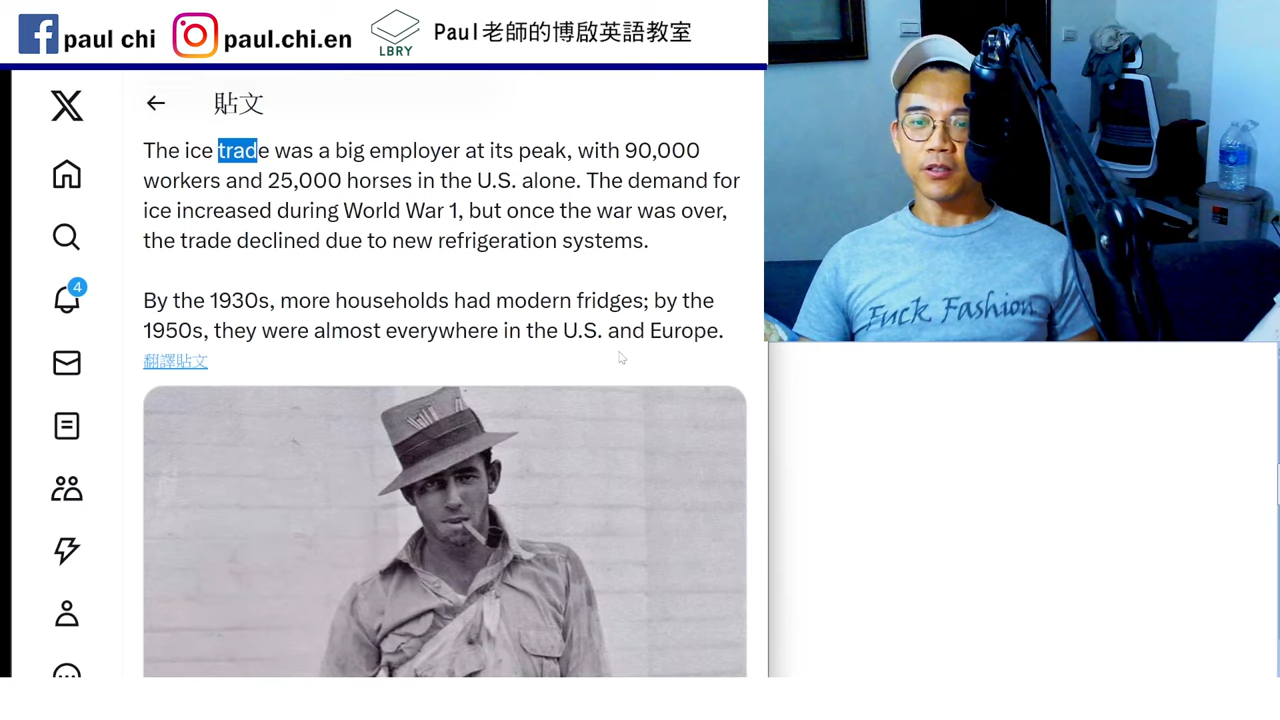 paul chi
paul.chi.en
LBRY
Paul老師的博啟英語教室
貼文
The ice trade was a big employer at its peak, with 90,000
workers and 25,000 horses in the U.S. alone. The demand for
ice increased during World War 1, but once the war was over,
the trade declined due to new refrigeration systems.
By the 1930s, more households had modern fridges; by the
1950s, they were almost everywhere in the U.S. and Europe.
翻譯貼文
4
Fuck Fashion